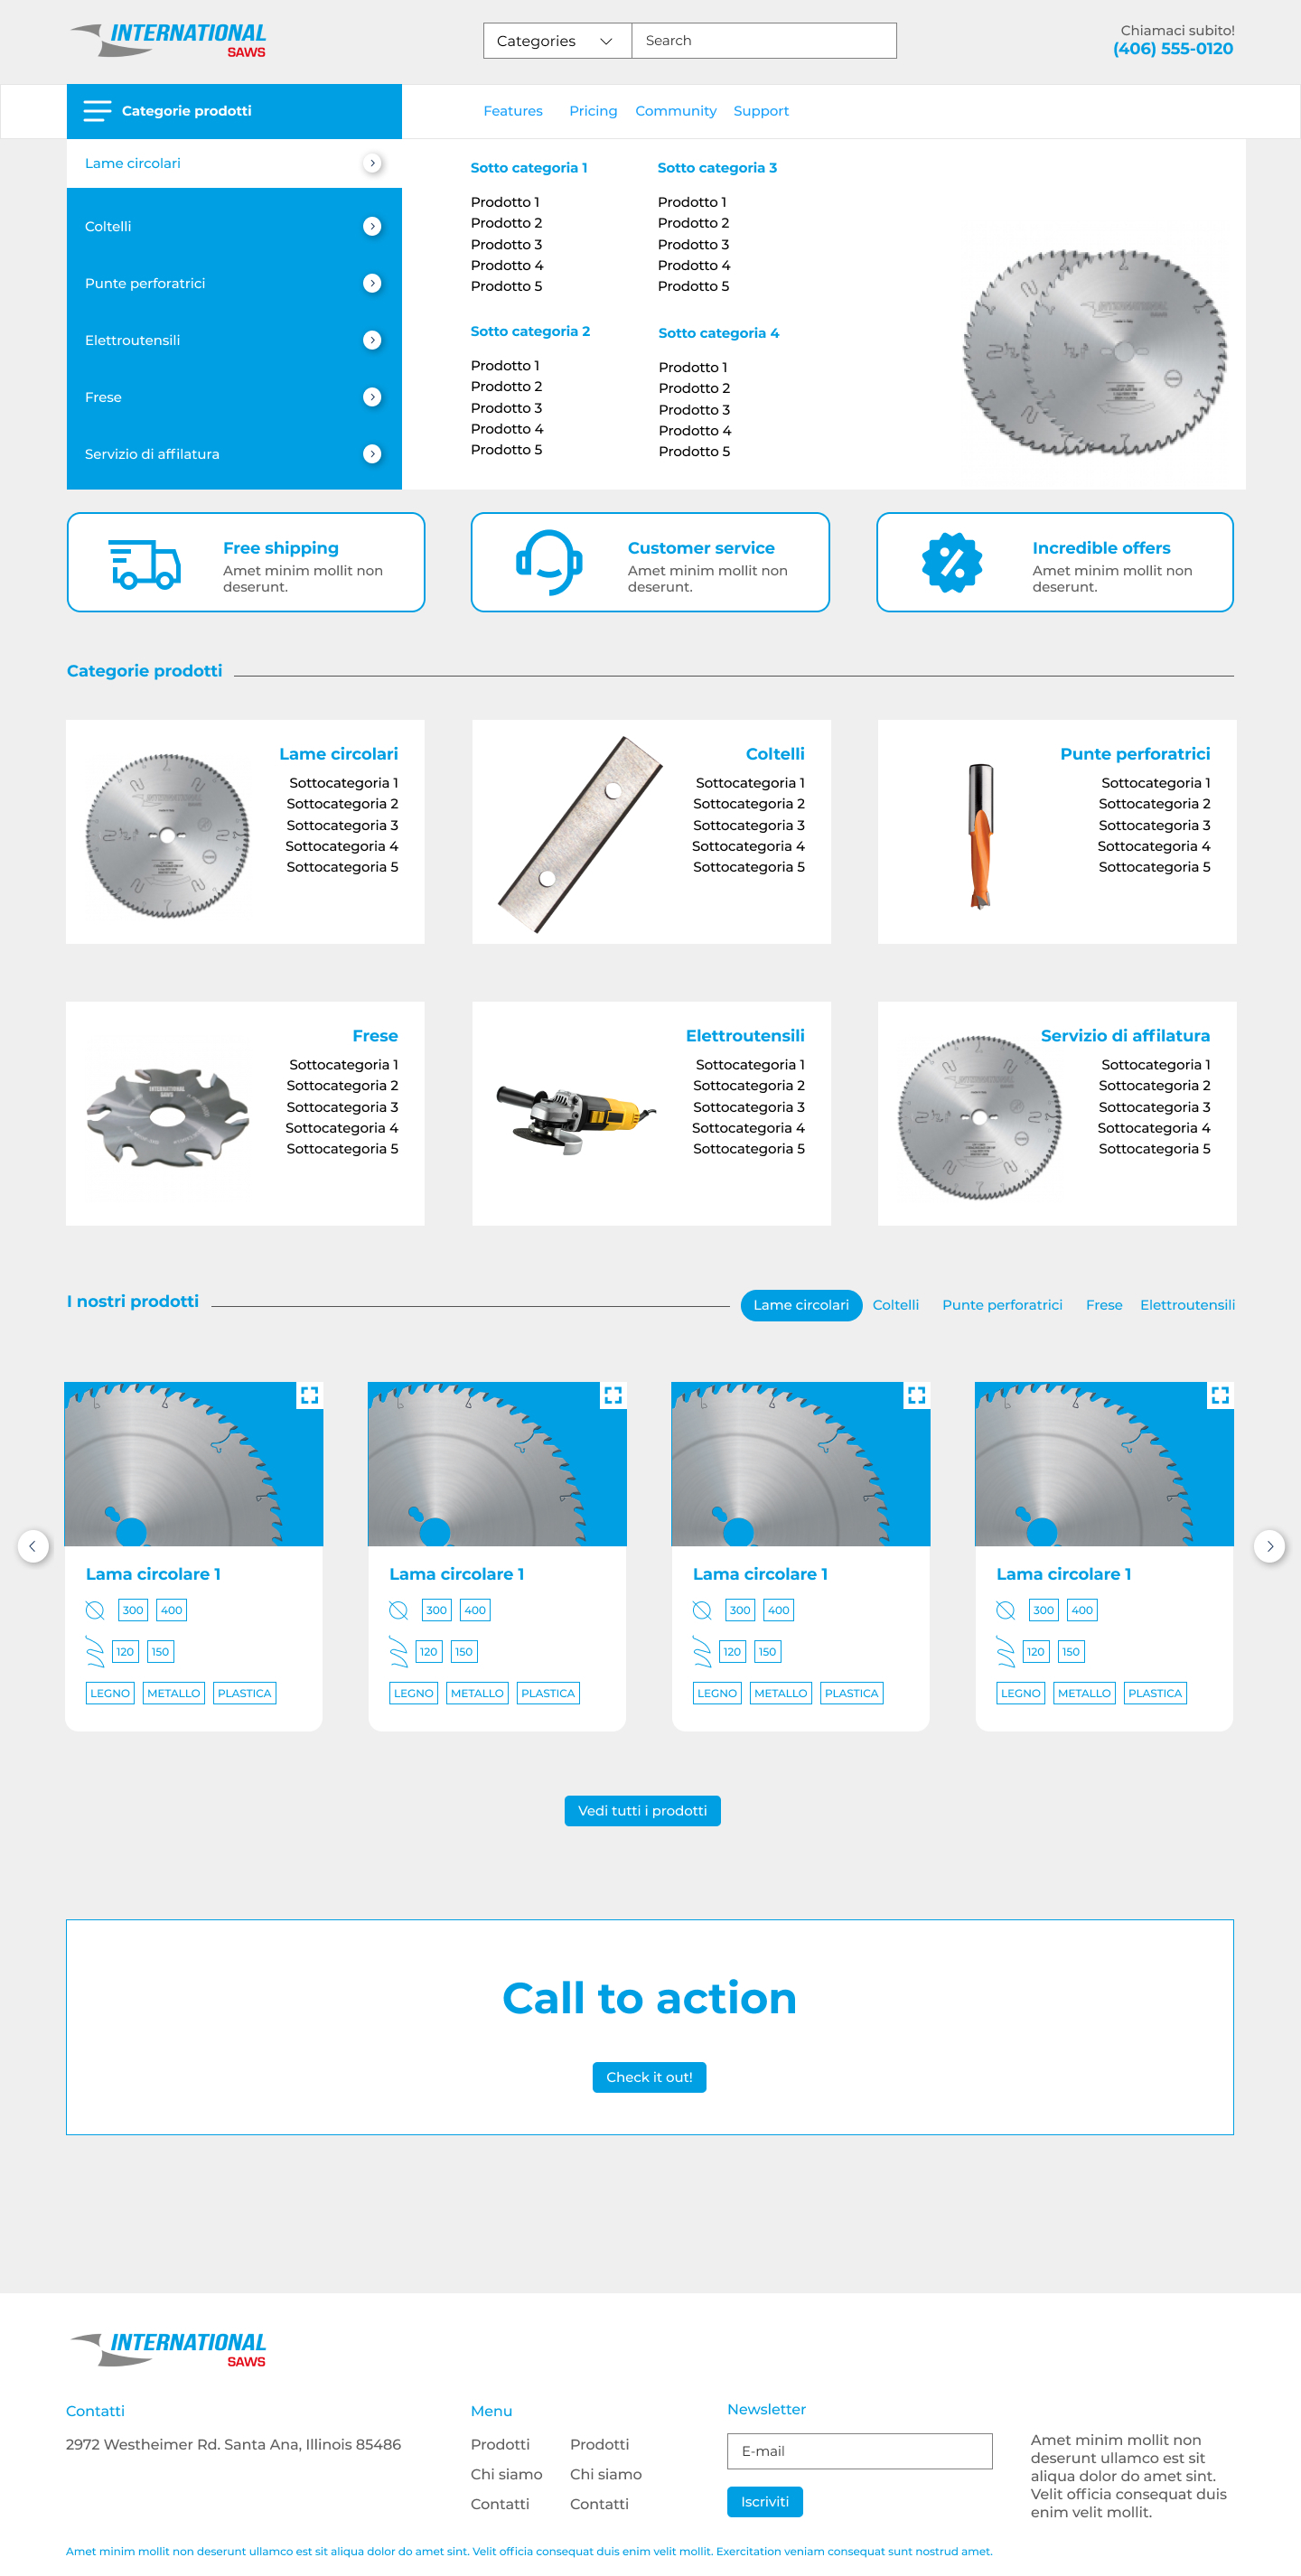 INTERNATIONAL
SAWS
Categories
Search
Chiamaci subito!
(406) 555-0120
Categorie prodotti
Features
Pricing
Community
Support
Lame circolari
Coltelli
Punte perforatrici
Elettroutensili
Frese
Servizio di affilatura
Sotto categoria 1
Prodotto 1
Prodotto 2
Prodotto 3
Prodotto 4
Prodotto 5
Sotto categoria 2
Prodotto 1
Prodotto 2
Prodotto 3
Prodotto 4
Prodotto 5
Sotto categoria 3
Prodotto 1
Prodotto 2
Prodotto 3
Prodotto 4
Prodotto 5
Sotto categoria 4
Prodotto 1
Prodotto 2
Prodotto 3
Prodotto 4
Prodotto 5
INTERNATIONAL
SAWS
Free shipping
Amet minim mollit non
deserunt.
Customer service
Amet minim mollit non
deserunt.
Incredible offers
Amet minim mollit non
deserunt.
Categorie prodotti
Lame circolari
Sottocategoria 1
Sottocategoria 2
Sottocategoria 3
Sottocategoria 4
Sottocategoria 5
INTERNATIONAL
Coltelli
Sottocategoria 1
Sottocategoria 2
Sottocategoria 3
Sottocategoria 4
Sottocategoria 5
Punte perforatrici
Sottocategoria 1
Sottocategoria 2
Sottocategoria 3
Sottocategoria 4
Sottocategoria 5
Frese
Sottocategoria 1
Sottocategoria 2
Sottocategoria 3
Sottocategoria 4
Sottocategoria 5
INTERNATIONAL
SAWS
Elettroutensili
Sottocategoria 1
Sottocategoria 2
Sottocategoria 3
Sottocategoria 4
Sottocategoria 5
Servizio di affilatura
Sottocategoria 1
Sottocategoria 2
Sottocategoria 3
Sottocategoria 4
Sottocategoria 5
INTERNATIONAL
I nostri prodotti
Lame circolari
Coltelli
Punte perforatrici
Frese
Elettroutensili
Lama circolare 1
300 400
120 150
LEGNO METALLO PLASTICA
Lama circolare 1
300 400
120 150
LEGNO METALLO PLASTICA
Lama circolare 1
300 400
120 150
LEGNO METALLO PLASTICA
Lama circolare 1
300 400
120 150
LEGNO METALLO PLASTICA
Vedi tutti i prodotti
Call to action
Check it out!
INTERNATIONAL
SAWS
Contatti
2972 Westheimer Rd. Santa Ana, Illinois 85486
Menu
Prodotti
Chi siamo
Contatti
Prodotti
Chi siamo
Contatti
Newsletter
E-mail
Iscriviti
Amet minim mollit non
deserunt ullamco est sit
aliqua dolor do amet sint.
Velit officia consequat duis
enim velit mollit.
Amet minim mollit non deserunt ullamco est sit aliqua dolor do amet sint. Velit officia consequat duis enim velit mollit. Exercitation veniam consequat sunt nostrud amet.